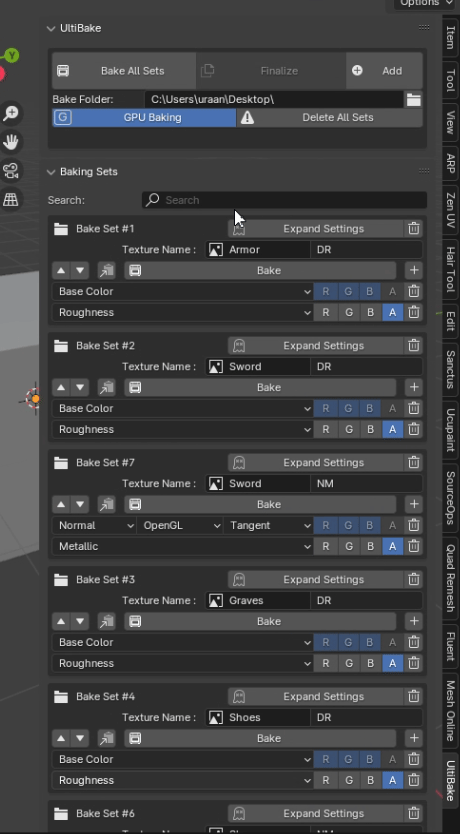 Options
UltiBake
Bake All Sets Finalize Add
Bake Folder: C:\Users\uraan\Desktop\
G GPU Baking Delete All Sets
Baking Sets
Search: Search
Bake Set #1 Expand Settings
Texture Name : Armor DR
Bake
Base Color R G B A
Roughness R G B A
Bake Set #2 Expand Settings
Texture Name : Sword DR
Bake
Base Color R G B A
Roughness R G B A
Bake Set #7 Expand Settings
Texture Name : Sword NM
Bake
Normal OpenGL Tangent R G B A
Metallic R G B A
Bake Set #3 Expand Settings
Texture Name : Graves DR
Bake
Base Color R G B A
Roughness R G B A
Bake Set #4 Expand Settings
Texture Name : Shoes DR
Bake
Base Color R G B A
Roughness R G B A
Bake Set #6 Expand Settings
Y
Item
Tool
View
ARP
Zen UV
Hair Tool
Edit
Sanctus
Ucupaint
SourceOps
Quad Remesh
Fluent
Mesh Online
UltiBake